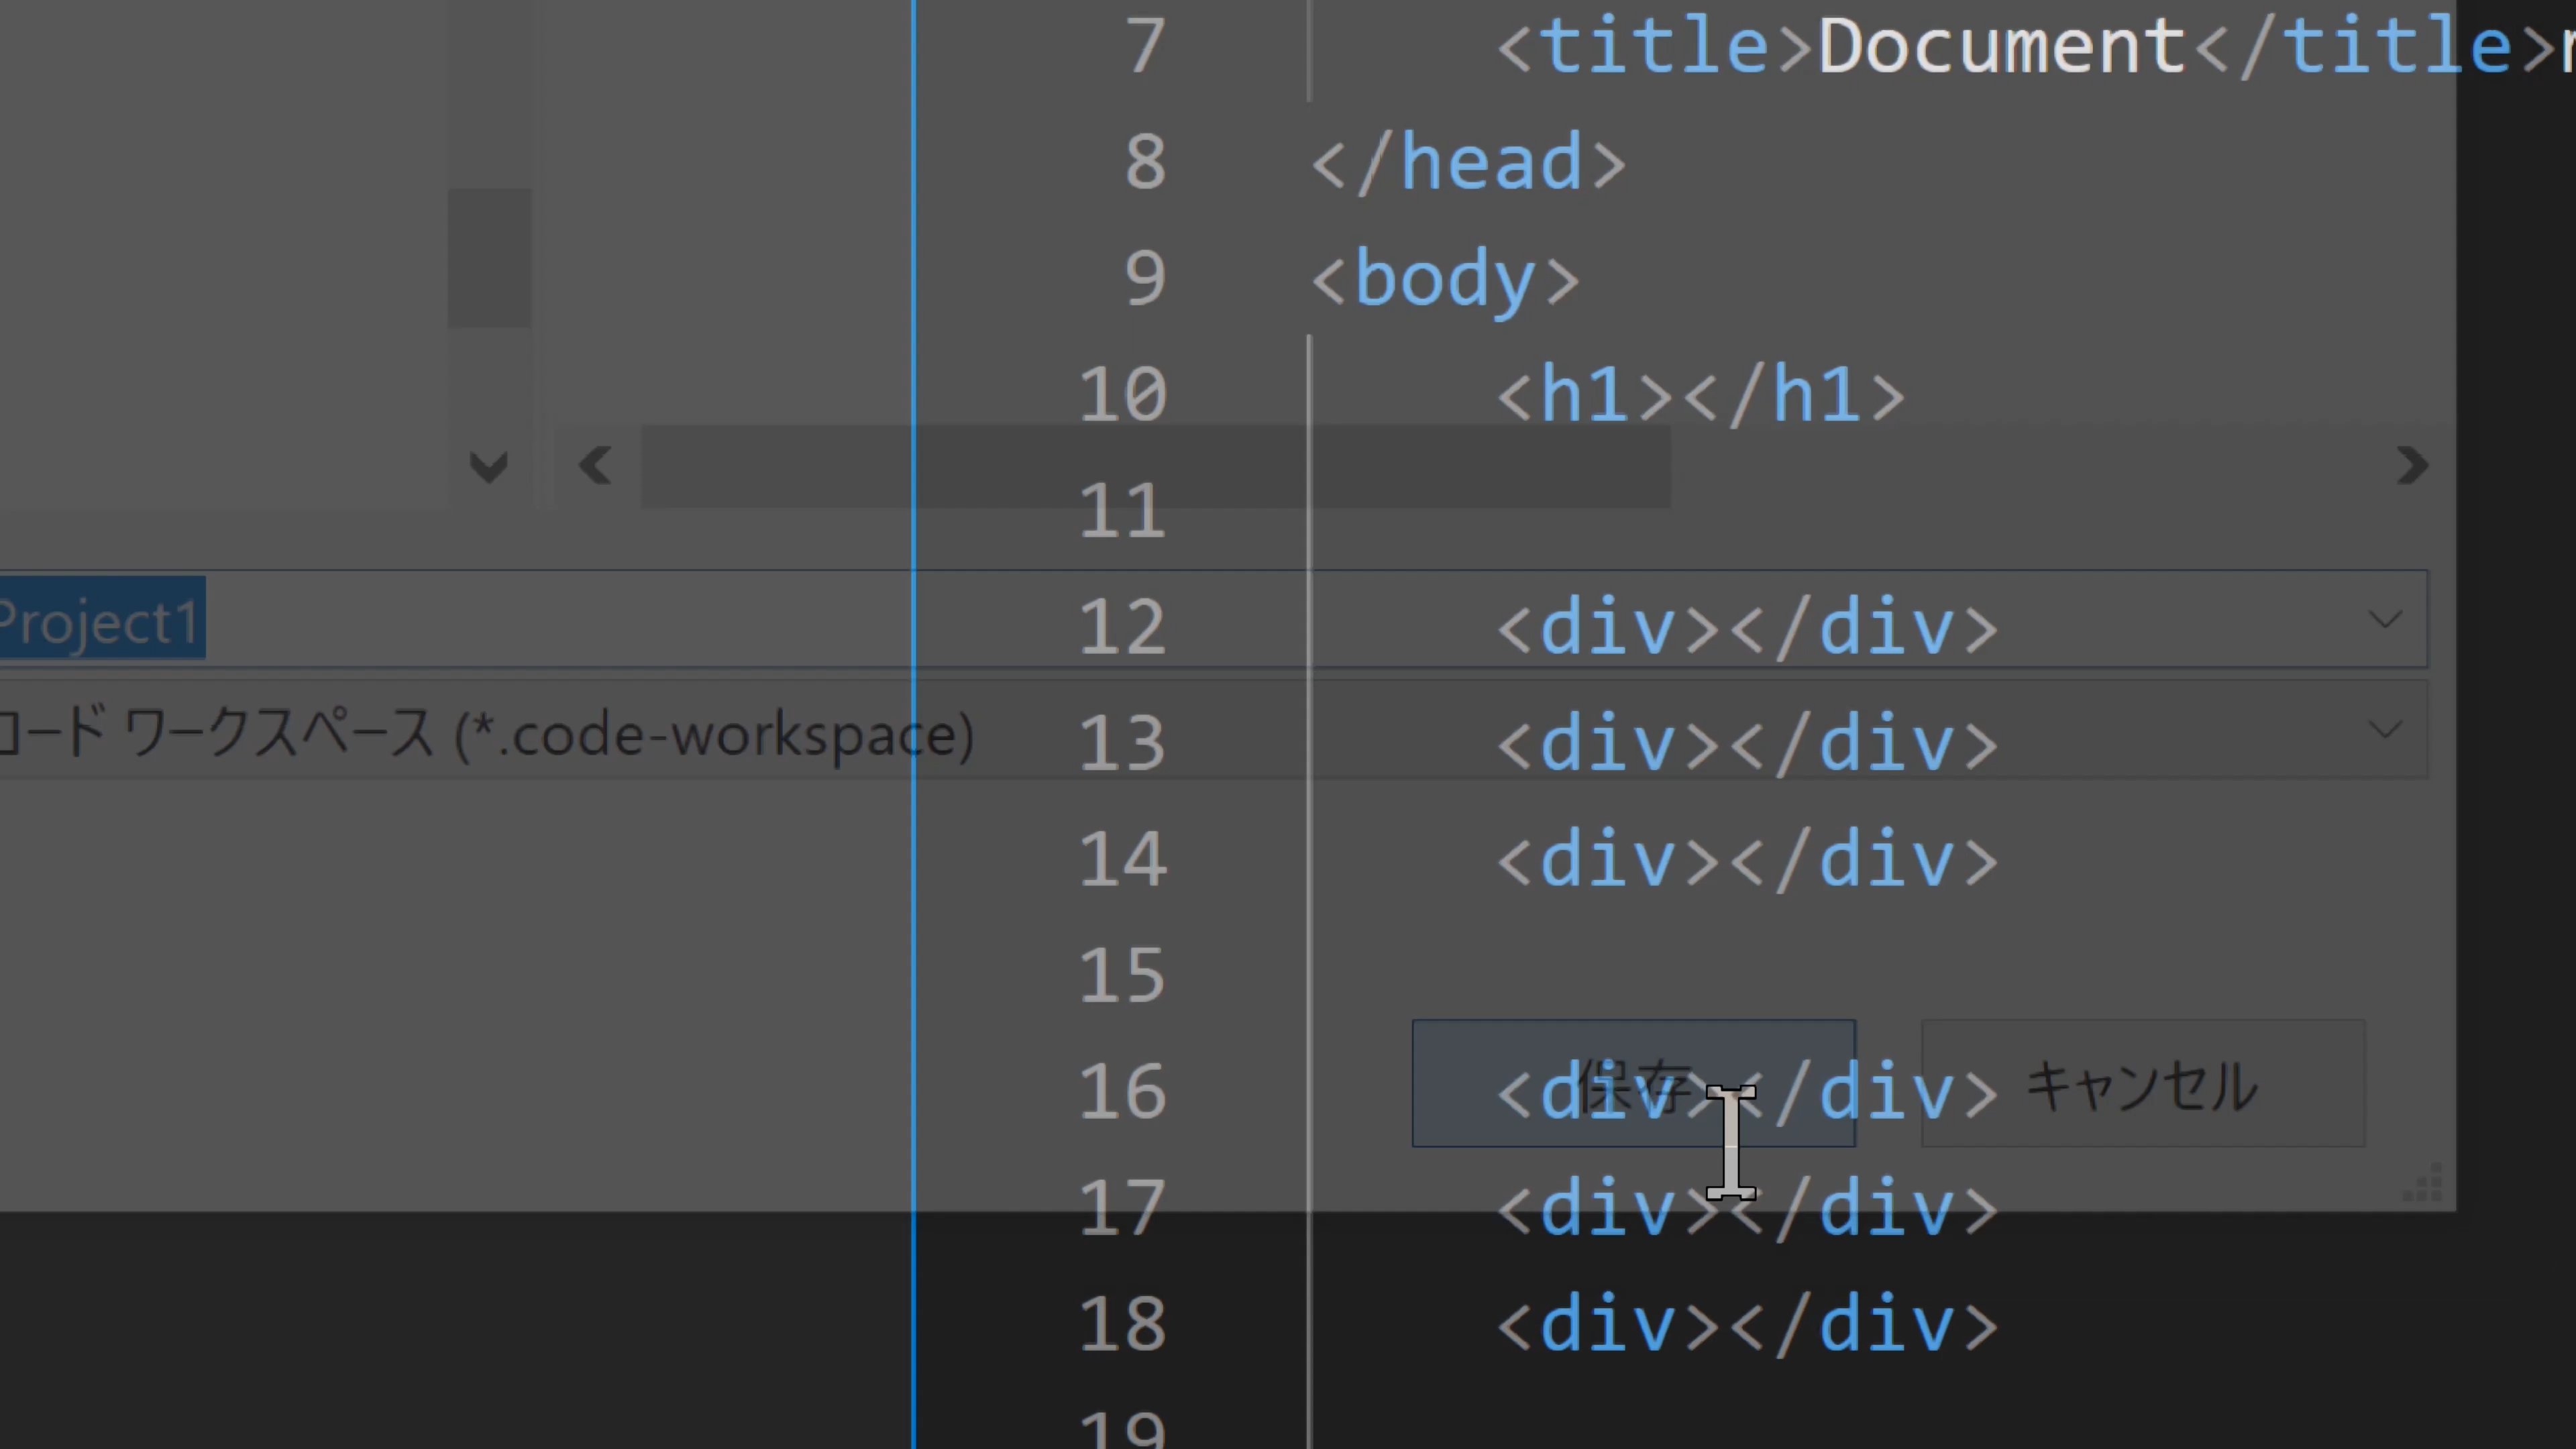 7 <title>Document</title>
8 </head>
9 <body>
10 <h1></h1>
11
12 <div></div>
Project1
13 <div></div>
コード ワークスペース (*.code-workspace)
14 <div></div>
15
16 <div></div>
保存 キャンセル
17 <div></div>
18 <div></div>
19